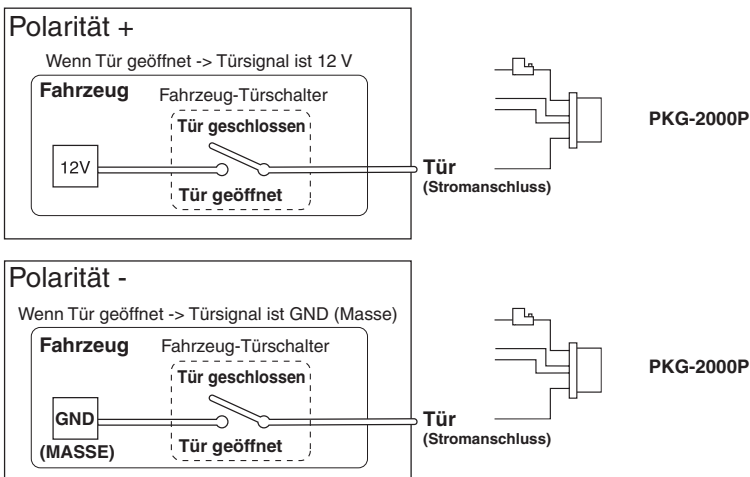 Polarität +
Wenn Tür geöffnet -> Türsignal ist 12 V
Fahrzeug
Fahrzeug-Türschalter
Tür geschlossen
12V
Tür geöffnet
Tür
(Stromanschluss)
PKG-2000P
Polarität -
Wenn Tür geöffnet -> Türsignal ist GND (Masse)
Fahrzeug
Fahrzeug-Türschalter
Tür geschlossen
GND
(MASSE)
Tür geöffnet
Tür
(Stromanschluss)
PKG-2000P